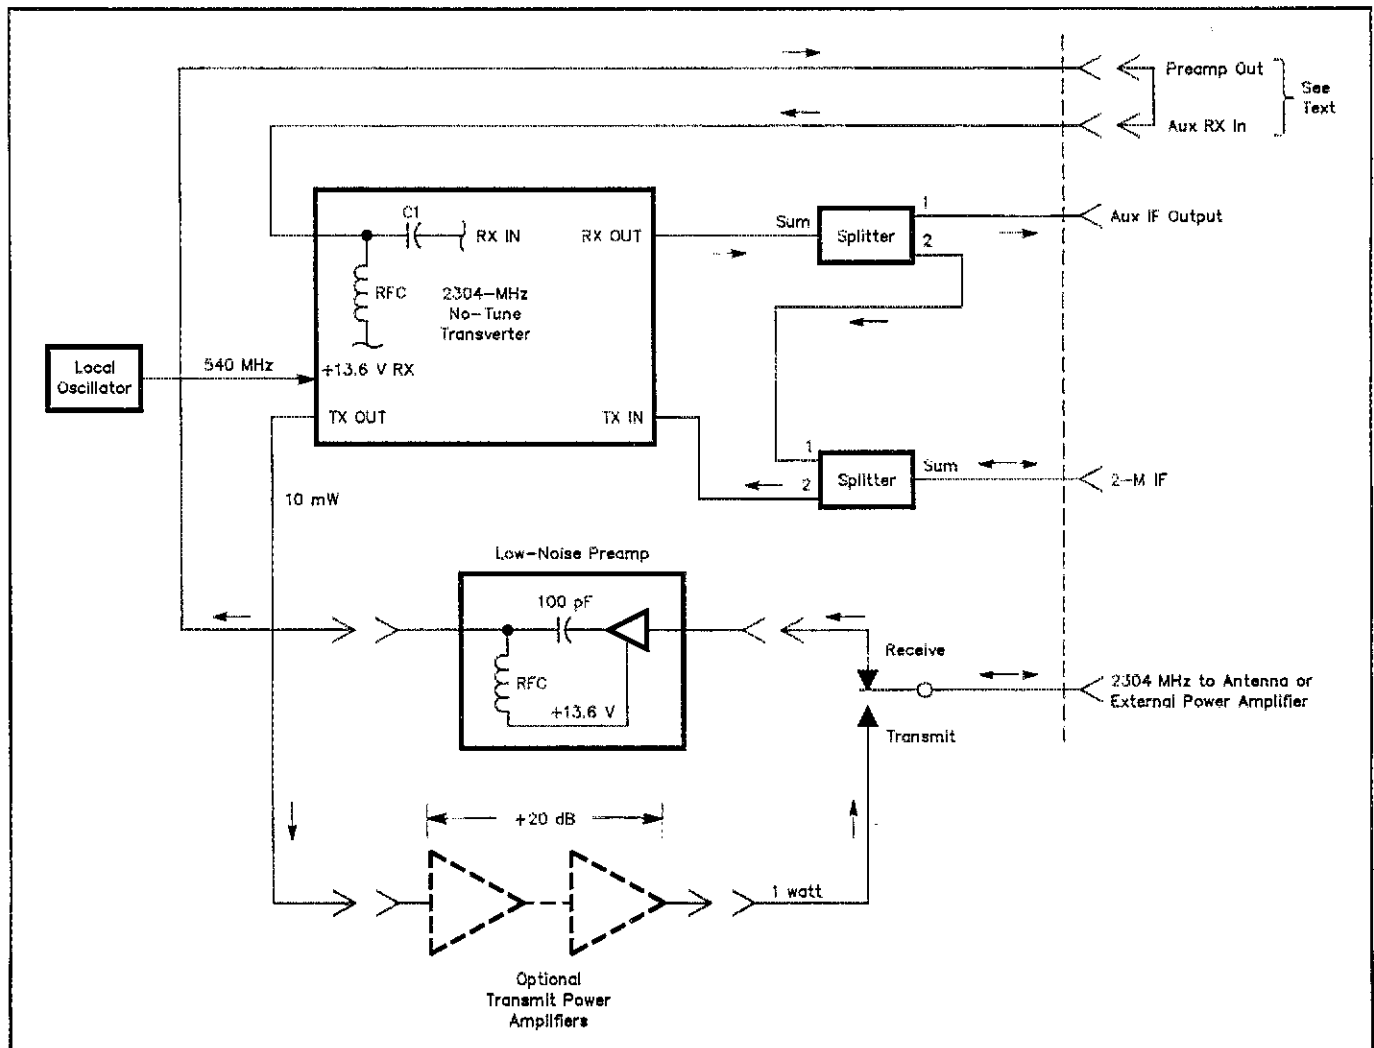 Preamp Out
See
Text
Aux RX In
C1
RX IN
RX OUT
Sum
Splitter
1
2
Aux IF Output
RFC
2304-MHz
No-Tune
Transverter
Local
Oscillator
540 MHz
+13.6 V RX
TX OUT
TX IN
1
2
Splitter
Sum
2-M IF
10 mW
Low-Noise Preamp
100 pF
RFC
+13.6 V
Receive
2304 MHz to Antenna or
External Power Amplifier
Transmit
+20 dB
1 watt
Optional
Transmit Power
Amplifiers